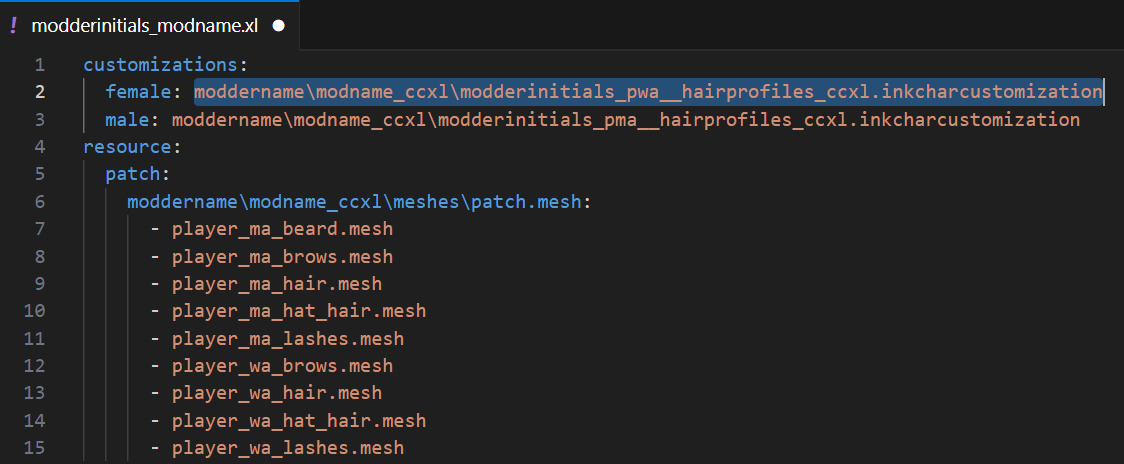 ! modderinitials_modname.xl ●
1 customizations:
2 female: moddername\modname_ccxl\modderinitials_pwa__hairprofiles_ccxl.inkcharcustomization
3 male: moddername\modname_ccxl\modderinitials_pma__hairprofiles_ccxl.inkcharcustomization
4 resource:
5 patch:
6 moddername\modname_ccxl\meshes\patch.mesh:
7 - player_ma_beard.mesh
8 - player_ma_brows.mesh
9 - player_ma_hair.mesh
10 - player_ma_hat_hair.mesh
11 - player_ma_lashes.mesh
12 - player_wa_brows.mesh
13 - player_wa_hair.mesh
14 - player_wa_hat_hair.mesh
15 - player_wa_lashes.mesh